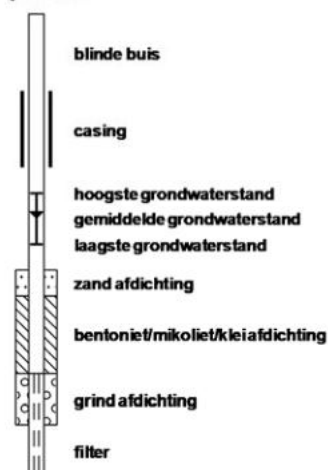 blinde buis
casing
hoogste grondwaterstand
gemiddelde grondwaterstand
laagste grondwaterstand
zand afdichting
bentoniet/mikoliet/klei afdichting
grind afdichting
filter